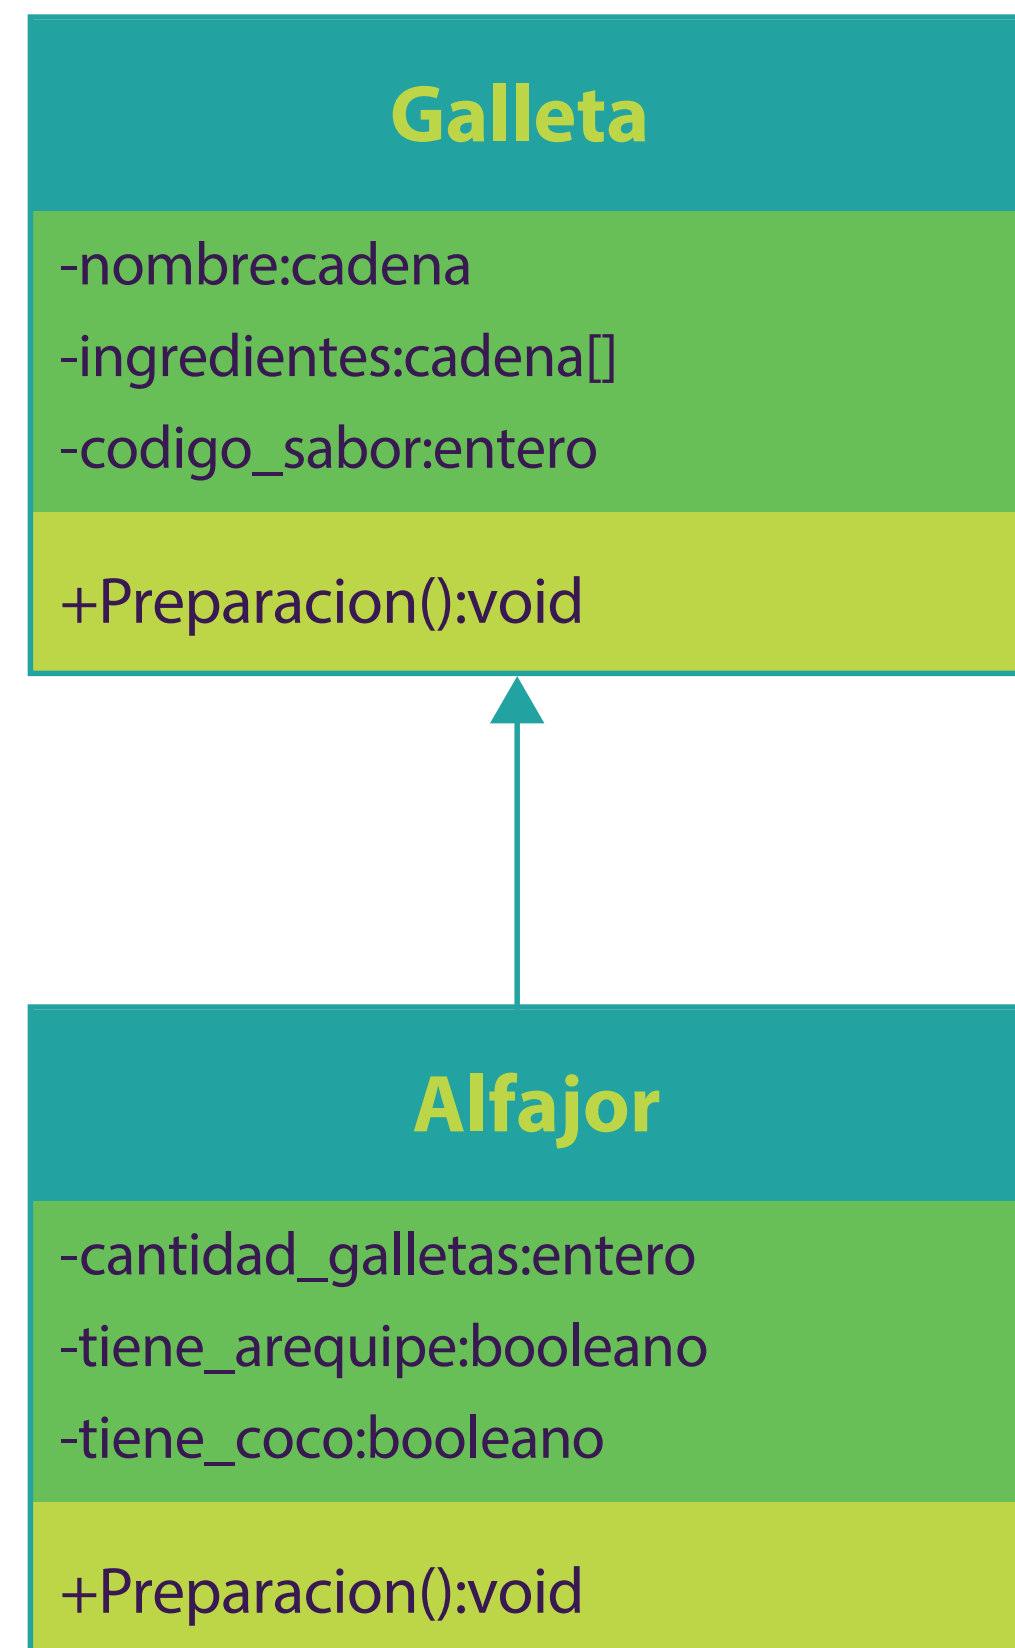 Galleta
-nombre:cadena
-ingredientes:cadena[]
-codigo_sabor:entero
+Preparacion():void
Alfajor
-cantidad_galletas:entero
-tiene_arequipe:booleano
-tiene_coco:booleano
+Preparacion():void